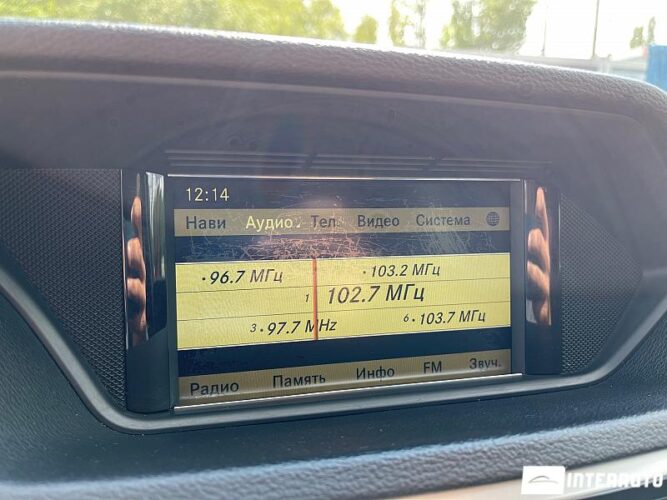 12:14
Нави Аудио Тел. Видео Система
·96.7 МГц ·103.2 МГц
1 102.7 МГц
3·97.7 MHz 6·103.7 МГц
Радио Память Инфо FM Звуч.
INTERAUTO